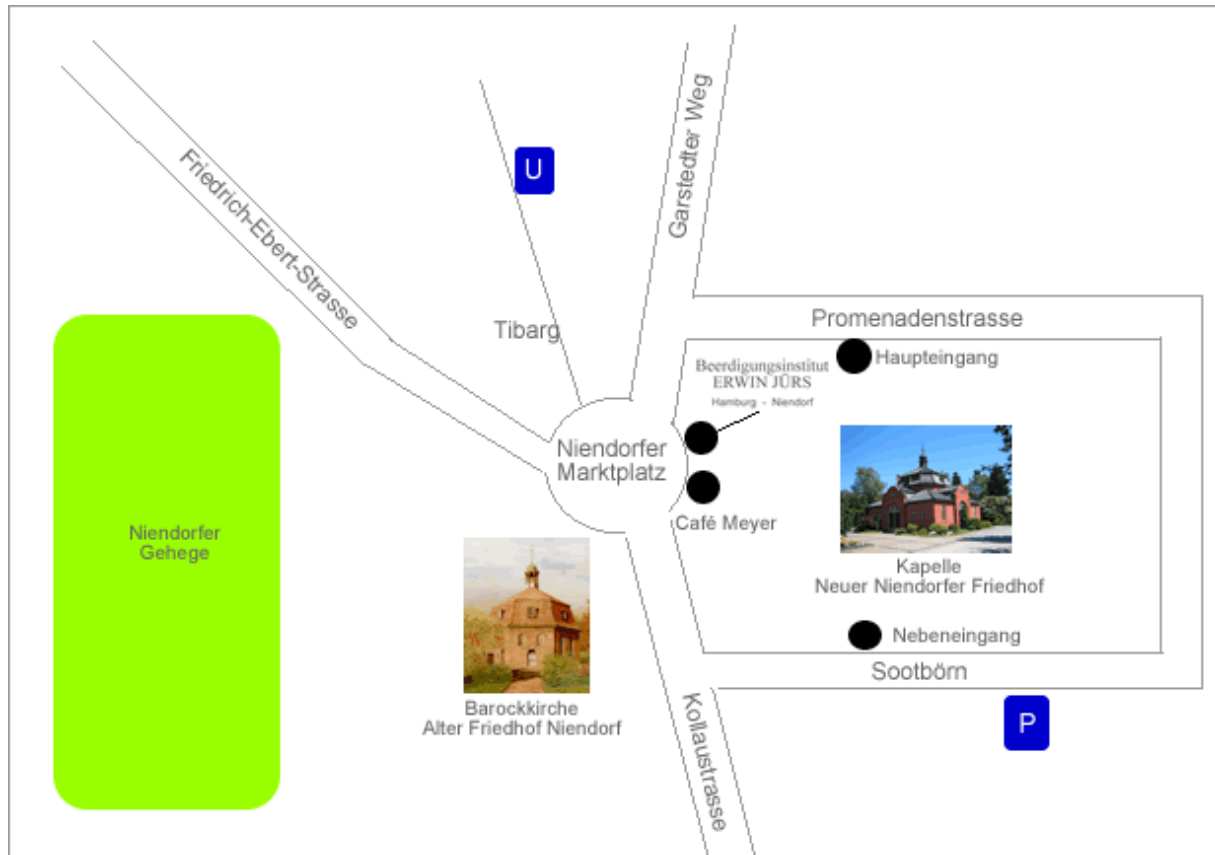 Friedrich-Ebert-Strasse
U
Garstedter Weg
Tibarg
Promenadenstrasse
Haupteingang
Beerdigungsinstitut
ERWIN JÜRS
Hamburg - Niendorf
Niendorfer
Marktplatz
Café Meyer
Niendorfer
Gehege
Kapelle
Neuer Niendorfer Friedhof
Nebeneingang
Sootbörn
Barockkirche
Alter Friedhof Niendorf
Kollaustrasse
P